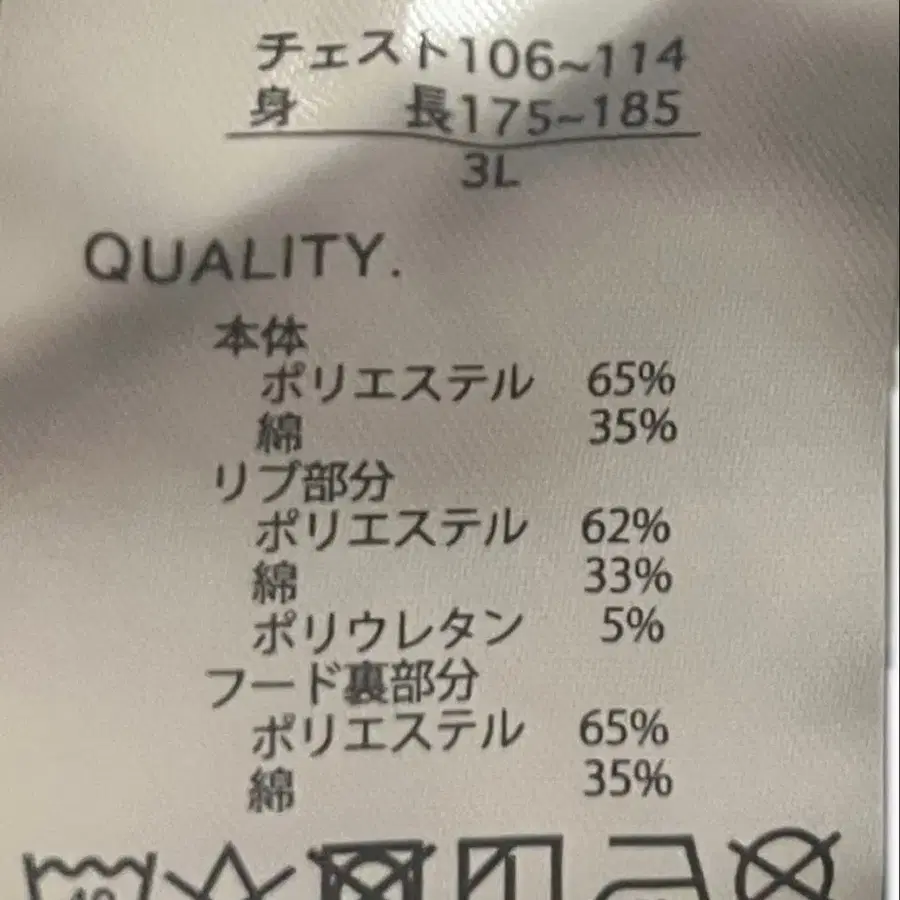 チェスト106~114
身 長175~185
3L
QUALITY.
本体
ポリエステル 65%
綿 35%
リブ部分
ポリエステル 62%
綿 33%
ポリウレタン 5%
フード裏部分
ポリエステル 65%
綿 35%